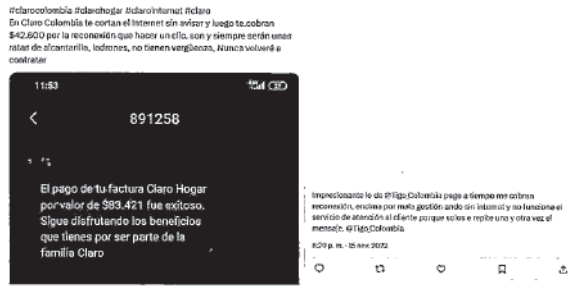 #clarocolombia #clarohogar #clarointernet #claro
En Claro Colombia te cortan el internet sin avisar y luego te cobran
$42.600 por la reconexión que hacer un clic, son y siempre serán unas
ratas de alcantarilla, ladrones, no tienen vergüenza, Nunca volveré a
contratar
11:53
891258
El pago de tu factura Claro Hogar
por valor de $83.421 fue exitoso.
Sigue disfrutando los beneficios
que tienes por ser parte de la
familia Claro
Impresionante lo de @Tigo_Colombia pago a tiempo me cobran
reconexión, encima por mala gestión ando sin internet y no funciona el
servicio de atención al cliente porque solos e repite una y otra vez el
mensaje. @Tigo_Colombia
8:20 p. m. · 15 nov. 2022